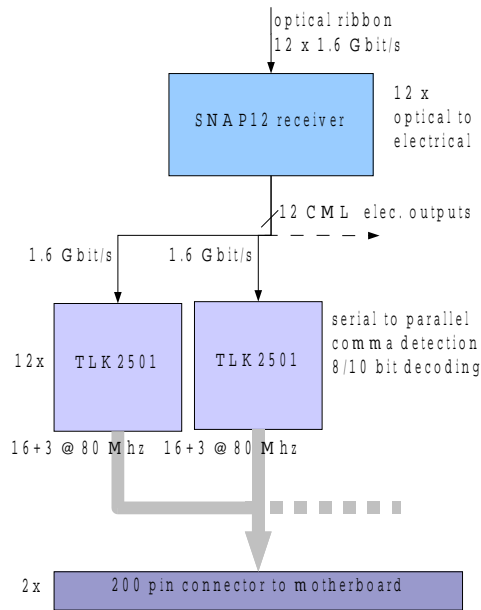 optical ribbon
12 x 1.6 Gbit/s
SNAP12 receiver
12 x
optical to
electrical
12 CML elec. outputs
1.6 Gbit/s
1.6 Gbit/s
12x
TLK2501
TLK2501
serial to parallel
comma detection
8/10 bit decoding
16+3 @ 80 Mhz
16+3 @ 80 Mhz
2x
200 pin connector to motherboard